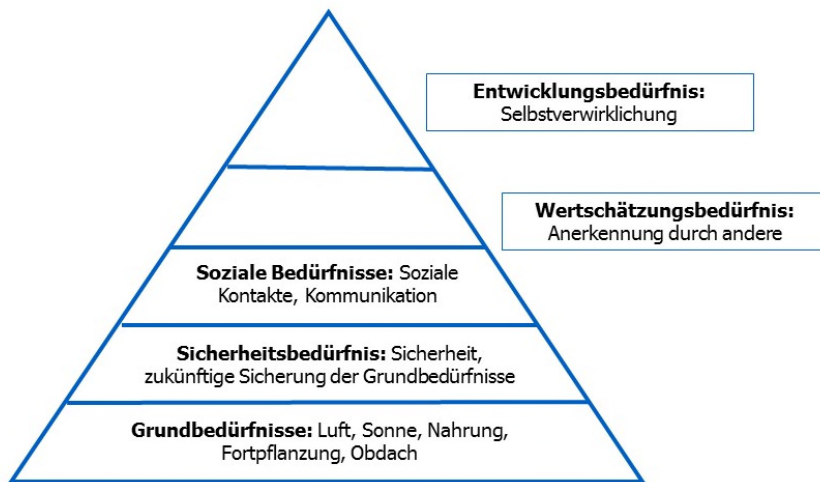 Entwicklungsbedürfnis:
Selbstverwirklichung
Wertschätzungsbedürfnis:
Anerkennung durch andere
Soziale Bedürfnisse: Soziale
Kontakte, Kommunikation
Sicherheitsbedürfnis: Sicherheit,
zukünftige Sicherung der Grundbedürfnisse
Grundbedürfnisse: Luft, Sonne, Nahrung,
Fortpflanzung, Obdach